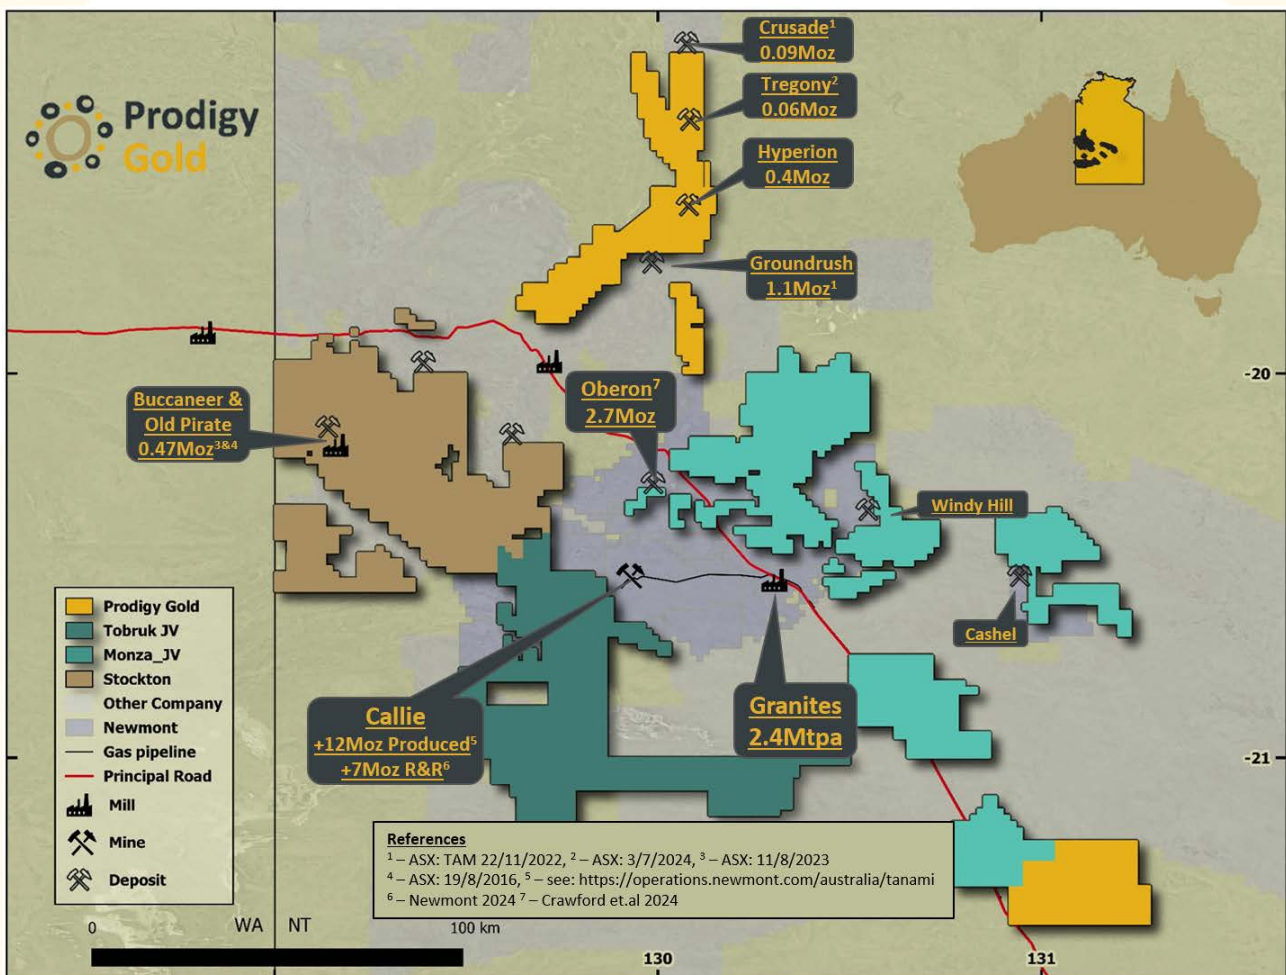 Prodigy
Gold
Crusade¹
0.09Moz
Tregony²
0.06Moz
Hyperion
0.4Moz
Groundrush
1.1Moz¹
-20
Buccaneer &
Old Pirate
0.47Moz³&⁴
Oberon⁷
2.7Moz
Windy Hill
Cashel
Callie
+12Moz Produced⁵
+7Moz R&R⁶
Granites
2.4Mtpa
-21
Prodigy Gold
Tobruk JV
Monza_JV
Stockton
Other Company
Newmont
Gas pipeline
Principal Road
Mill
Mine
Deposit
References
¹ – ASX: TAM 22/11/2022, ² – ASX: 3/7/2024, ³ – ASX: 11/8/2023
⁴ – ASX: 19/8/2016, ⁵ – see: https://operations.newmont.com/australia/tanami
⁶ – Newmont 2024 ⁷ – Crawford et.al 2024
WA NT
0 100 km
130 131